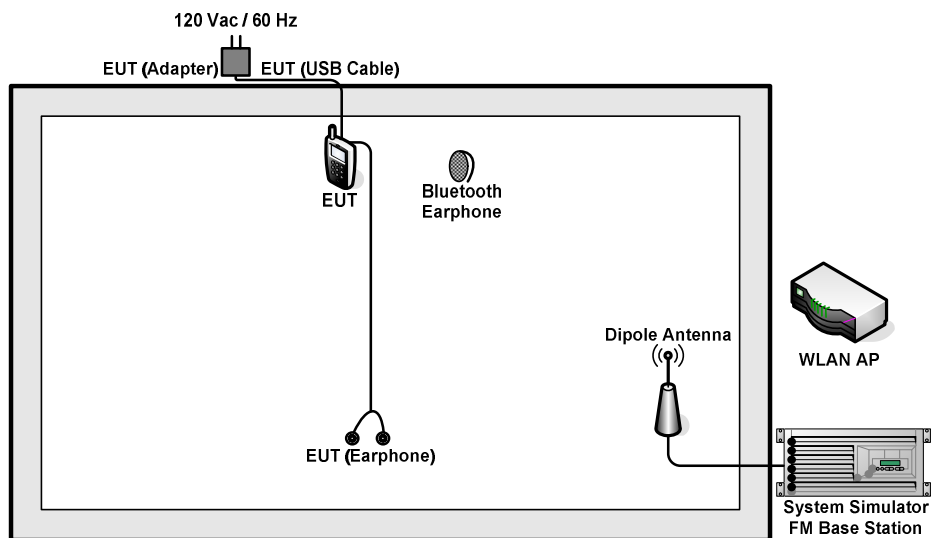 120 Vac / 60 Hz
EUT (Adapter)
EUT (USB Cable)
EUT
Bluetooth
Earphone
Dipole Antenna
WLAN AP
EUT (Earphone)
System Simulator
FM Base Station